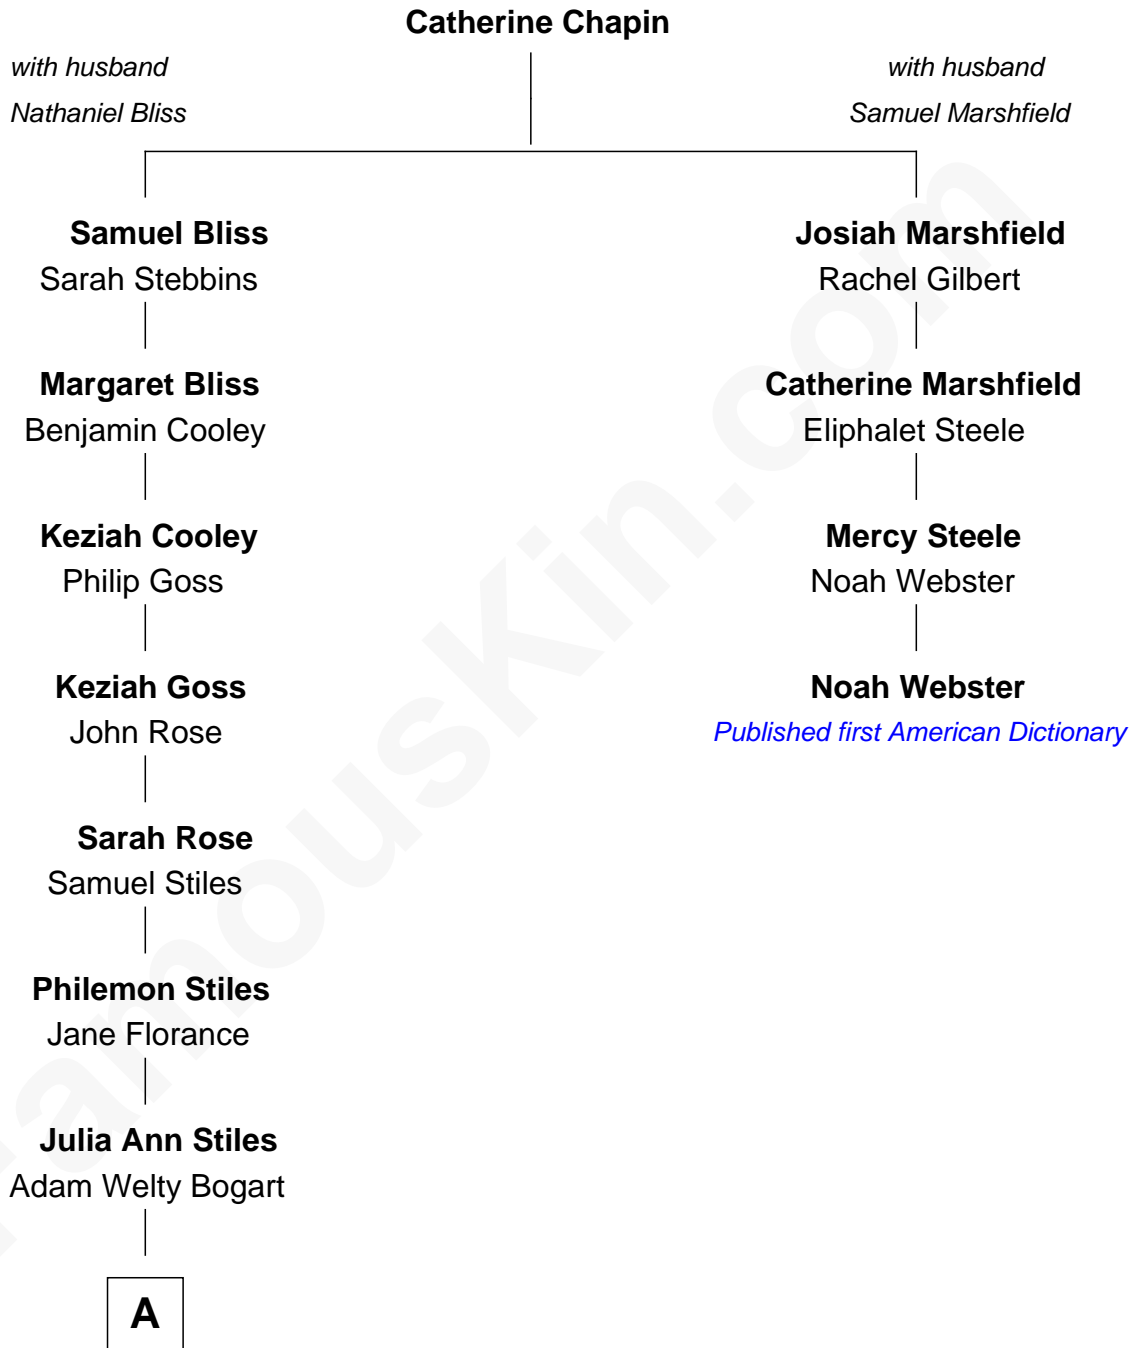 Catherine Chapin
with husband
Nathaniel Bliss
with husband
Samuel Marshfield
Samuel Bliss
Sarah Stebbins
Margaret Bliss
Benjamin Cooley
Keziah Cooley
Philip Goss
Keziah Goss
John Rose
Sarah Rose
Samuel Stiles
Philemon Stiles
Jane Florance
Julia Ann Stiles
Adam Welty Bogart
A
Josiah Marshfield
Rachel Gilbert
Catherine Marshfield
Eliphalet Steele
Mercy Steele
Noah Webster
Noah Webster
Published first American Dictionary
FamousKin.com